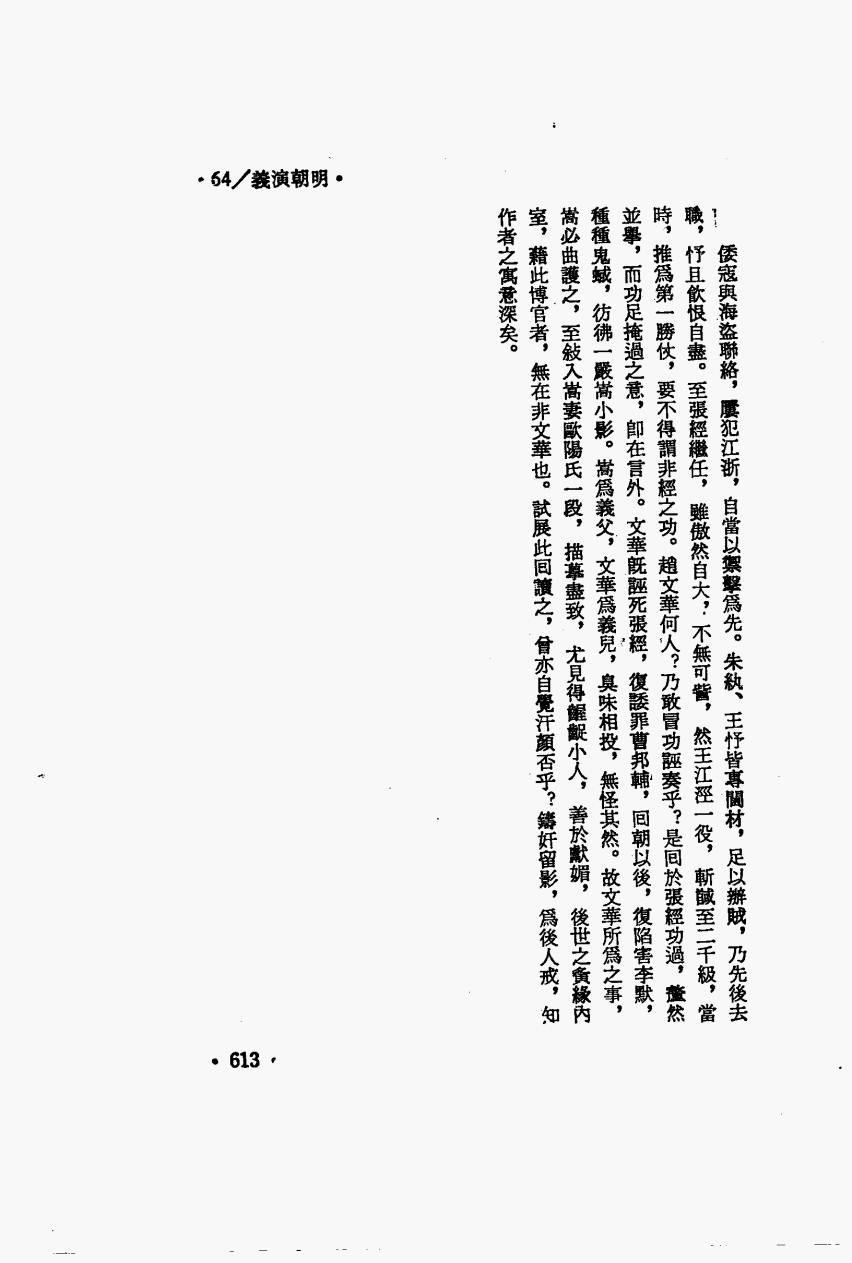 •64／義演朝明•
倭寇與海盜聯絡，屢犯江浙，自當以禦擊爲先。朱紈、王忬皆專閫材，足以辦賊，乃先後去
職，忬且飲恨自盡。至張經繼任，雖傲然自大，不無可訾，然王江涇一役，斬馘至二千級，當
時，推爲第一勝仗，要不得謂非經之功。趙文華何人？乃敢冒功誣奏乎？是回於張經功過，釐然
並舉，而功足掩過之意，卽在言外。文華旣誣死張經，復諉罪曹邦輔，回朝以後，復陷害李默，
種種鬼蜮，彷彿一嚴嵩小影。嵩爲義父，文華爲義兒，臭味相投，無怪其然。故文華所爲之事，
嵩必曲護之，至敍入嵩妻歐陽氏一段，描摹盡致，尤見得齷齪小人，善於獻媚，後世之夤緣內
室，藉此博官者，無在非文華也。試展此回讀之，曾亦自覺汗顏否乎？鑄奸留影，爲後人戒，知
作者之寓意深矣。
•613•